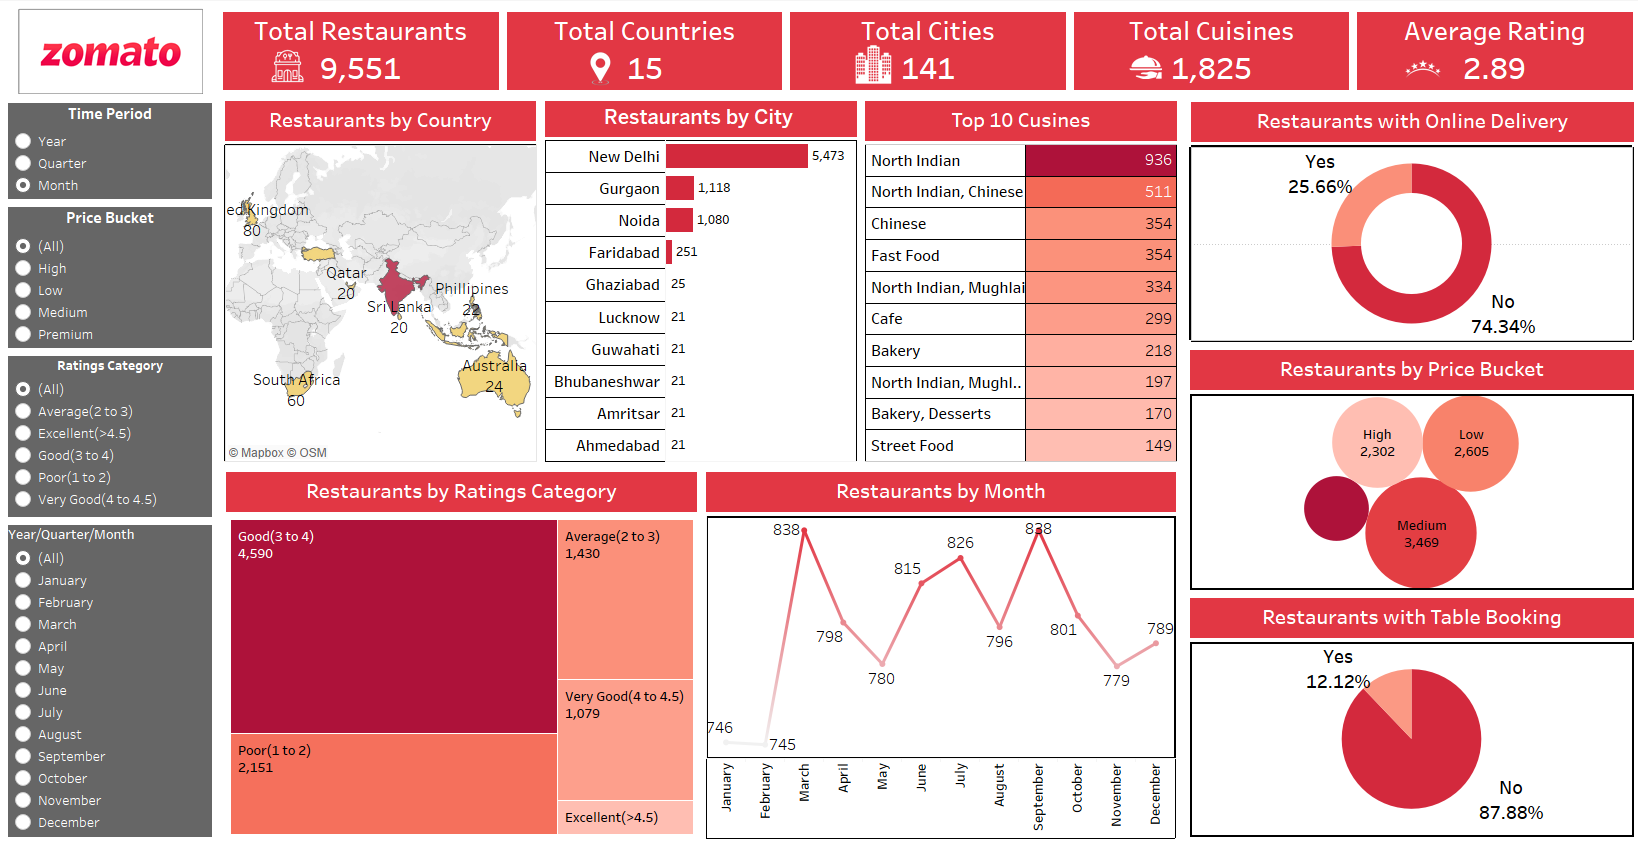 zomato
Total Restaurants
9,551
Total Countries
15
Total Cities
141
Total Cuisines
1,825
Average Rating
2.89
Time Period
Year
Quarter
Month
Price Bucket
(All)
High
Low
Medium
Premium
Ratings Category
(All)
Average(2 to 3)
Excellent(>4.5)
Good(3 to 4)
Poor(1 to 2)
Very Good(4 to 4.5)
Year/Quarter/Month
(All)
January
February
March
April
May
June
July
August
September
October
November
December
Restaurants by Country
ed Kingdom
80
Qatar
20
Sri Lanka
20
Phillipines
22
South Africa
60
Australia
24
© Mapbox © OSM
Restaurants by City
New Delhi 5,473
Gurgaon 1,118
Noida 1,080
Faridabad 251
Ghaziabad 25
Lucknow 21
Guwahati 21
Bhubaneshwar 21
Amritsar 21
Ahmedabad 21
Top 10 Cusines
North Indian 936
North Indian, Chinese 511
Chinese 354
Fast Food 354
North Indian, Mughlai 334
Cafe 299
Bakery 218
North Indian, Mughl.. 197
Bakery, Desserts 170
Street Food 149
Restaurants with Online Delivery
Yes
25.66%
No
74.34%
Restaurants by Price Bucket
High
2,302
Low
2,605
Medium
3,469
Restaurants with Table Booking
Yes
12.12%
No
87.88%
Restaurants by Ratings Category
Good(3 to 4)
4,590
Poor(1 to 2)
2,151
Average(2 to 3)
1,430
Very Good(4 to 4.5)
1,079
Excellent(>4.5)
Restaurants by Month
746
745
838
798
780
815
826
796
838
801
779
789
January
February
March
April
May
June
July
August
September
October
November
December